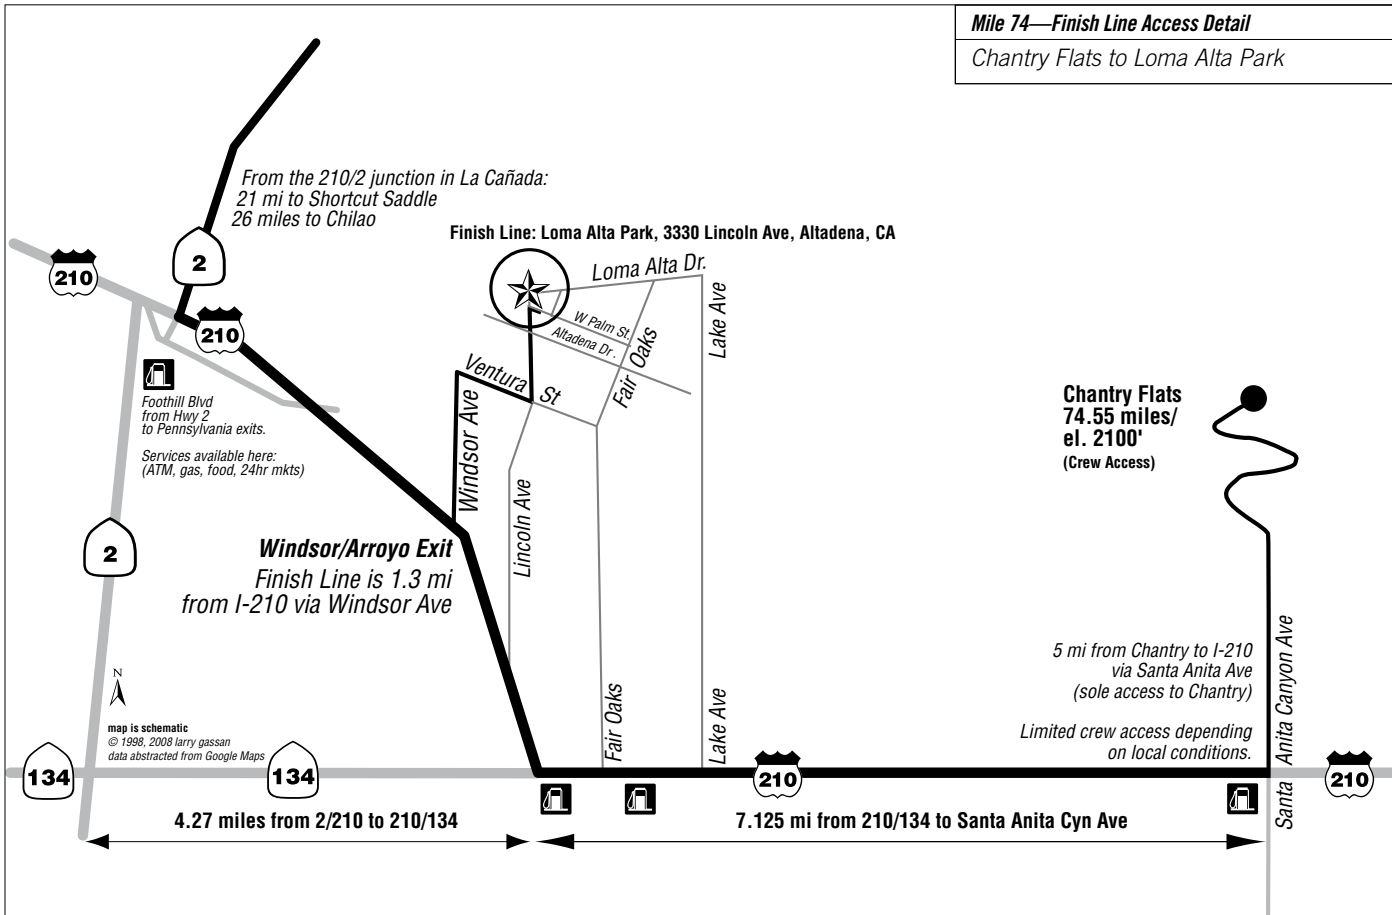 Mile 74—Finish Line Access Detail
Chantry Flats to Loma Alta Park
From the 210/2 junction in La Cañada:
21 mi to Shortcut Saddle
26 miles to Chilao
2
210
210
Finish Line: Loma Alta Park, 3330 Lincoln Ave, Altadena, CA
Loma Alta Dr.
W Palm St.
Altadena Dr.
Fair Oaks
Lake Ave
Ventura St
Windsor Ave
Lincoln Ave
Foothill Blvd
from Hwy 2
to Pennsylvania exits.
Services available here:
(ATM, gas, food, 24hr mkts)
Chantry Flats
74.55 miles/
el. 2100'
(Crew Access)
2
Windsor/Arroyo Exit
Finish Line is 1.3 mi
from I-210 via Windsor Ave
5 mi from Chantry to I-210
via Santa Anita Ave
(sole access to Chantry)
Limited crew access depending
on local conditions.
Santa Anita Canyon Ave
Fair Oaks
Lake Ave
N
map is schematic
© 1998, 2008 larry gassan
data abstracted from Google Maps
134
134
210
210
4.27 miles from 2/210 to 210/134
7.125 mi from 210/134 to Santa Anita Cyn Ave